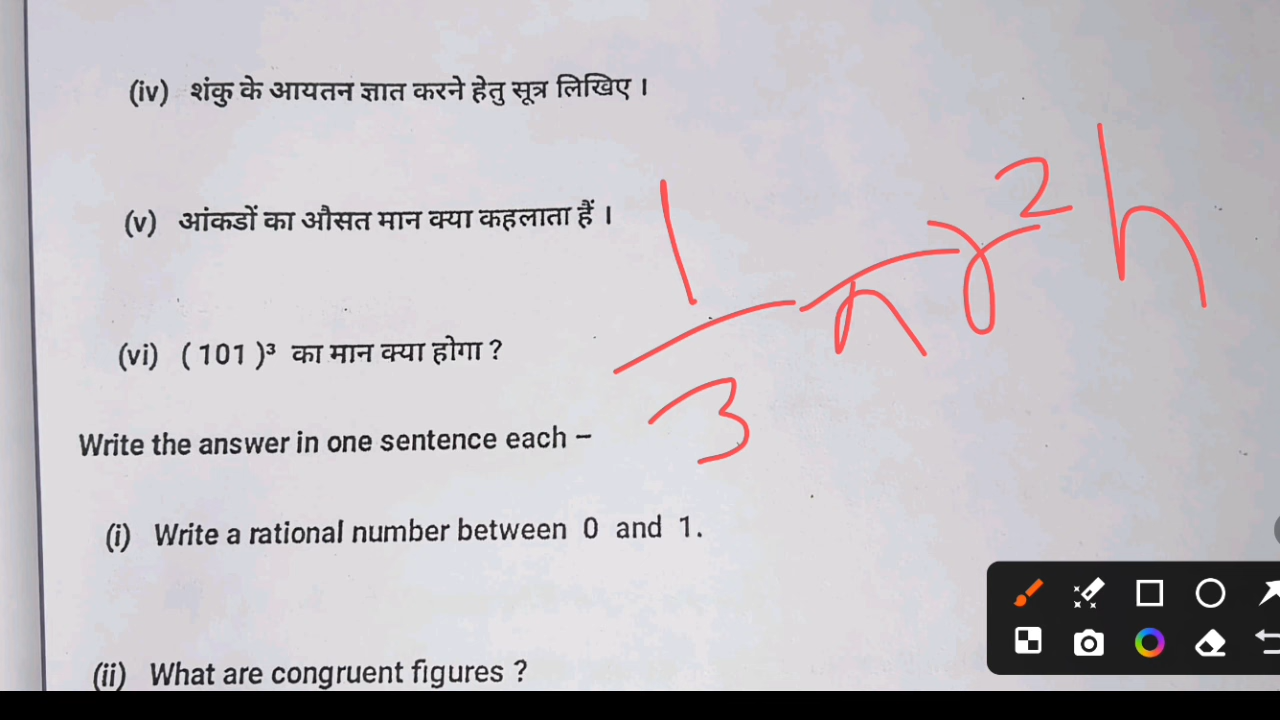 (iv) शंकु के आयतन ज्ञात करने हेतु सूत्र लिखिए ।
(v) आंकडों का औसत मान क्या कहलाता हैं ।
1/3 πr²h
(vi) ( 101 )³ का मान क्या होगा ?
Write the answer in one sentence each –
(i) Write a rational number between 0 and 1.
(ii) What are congruent figures ?